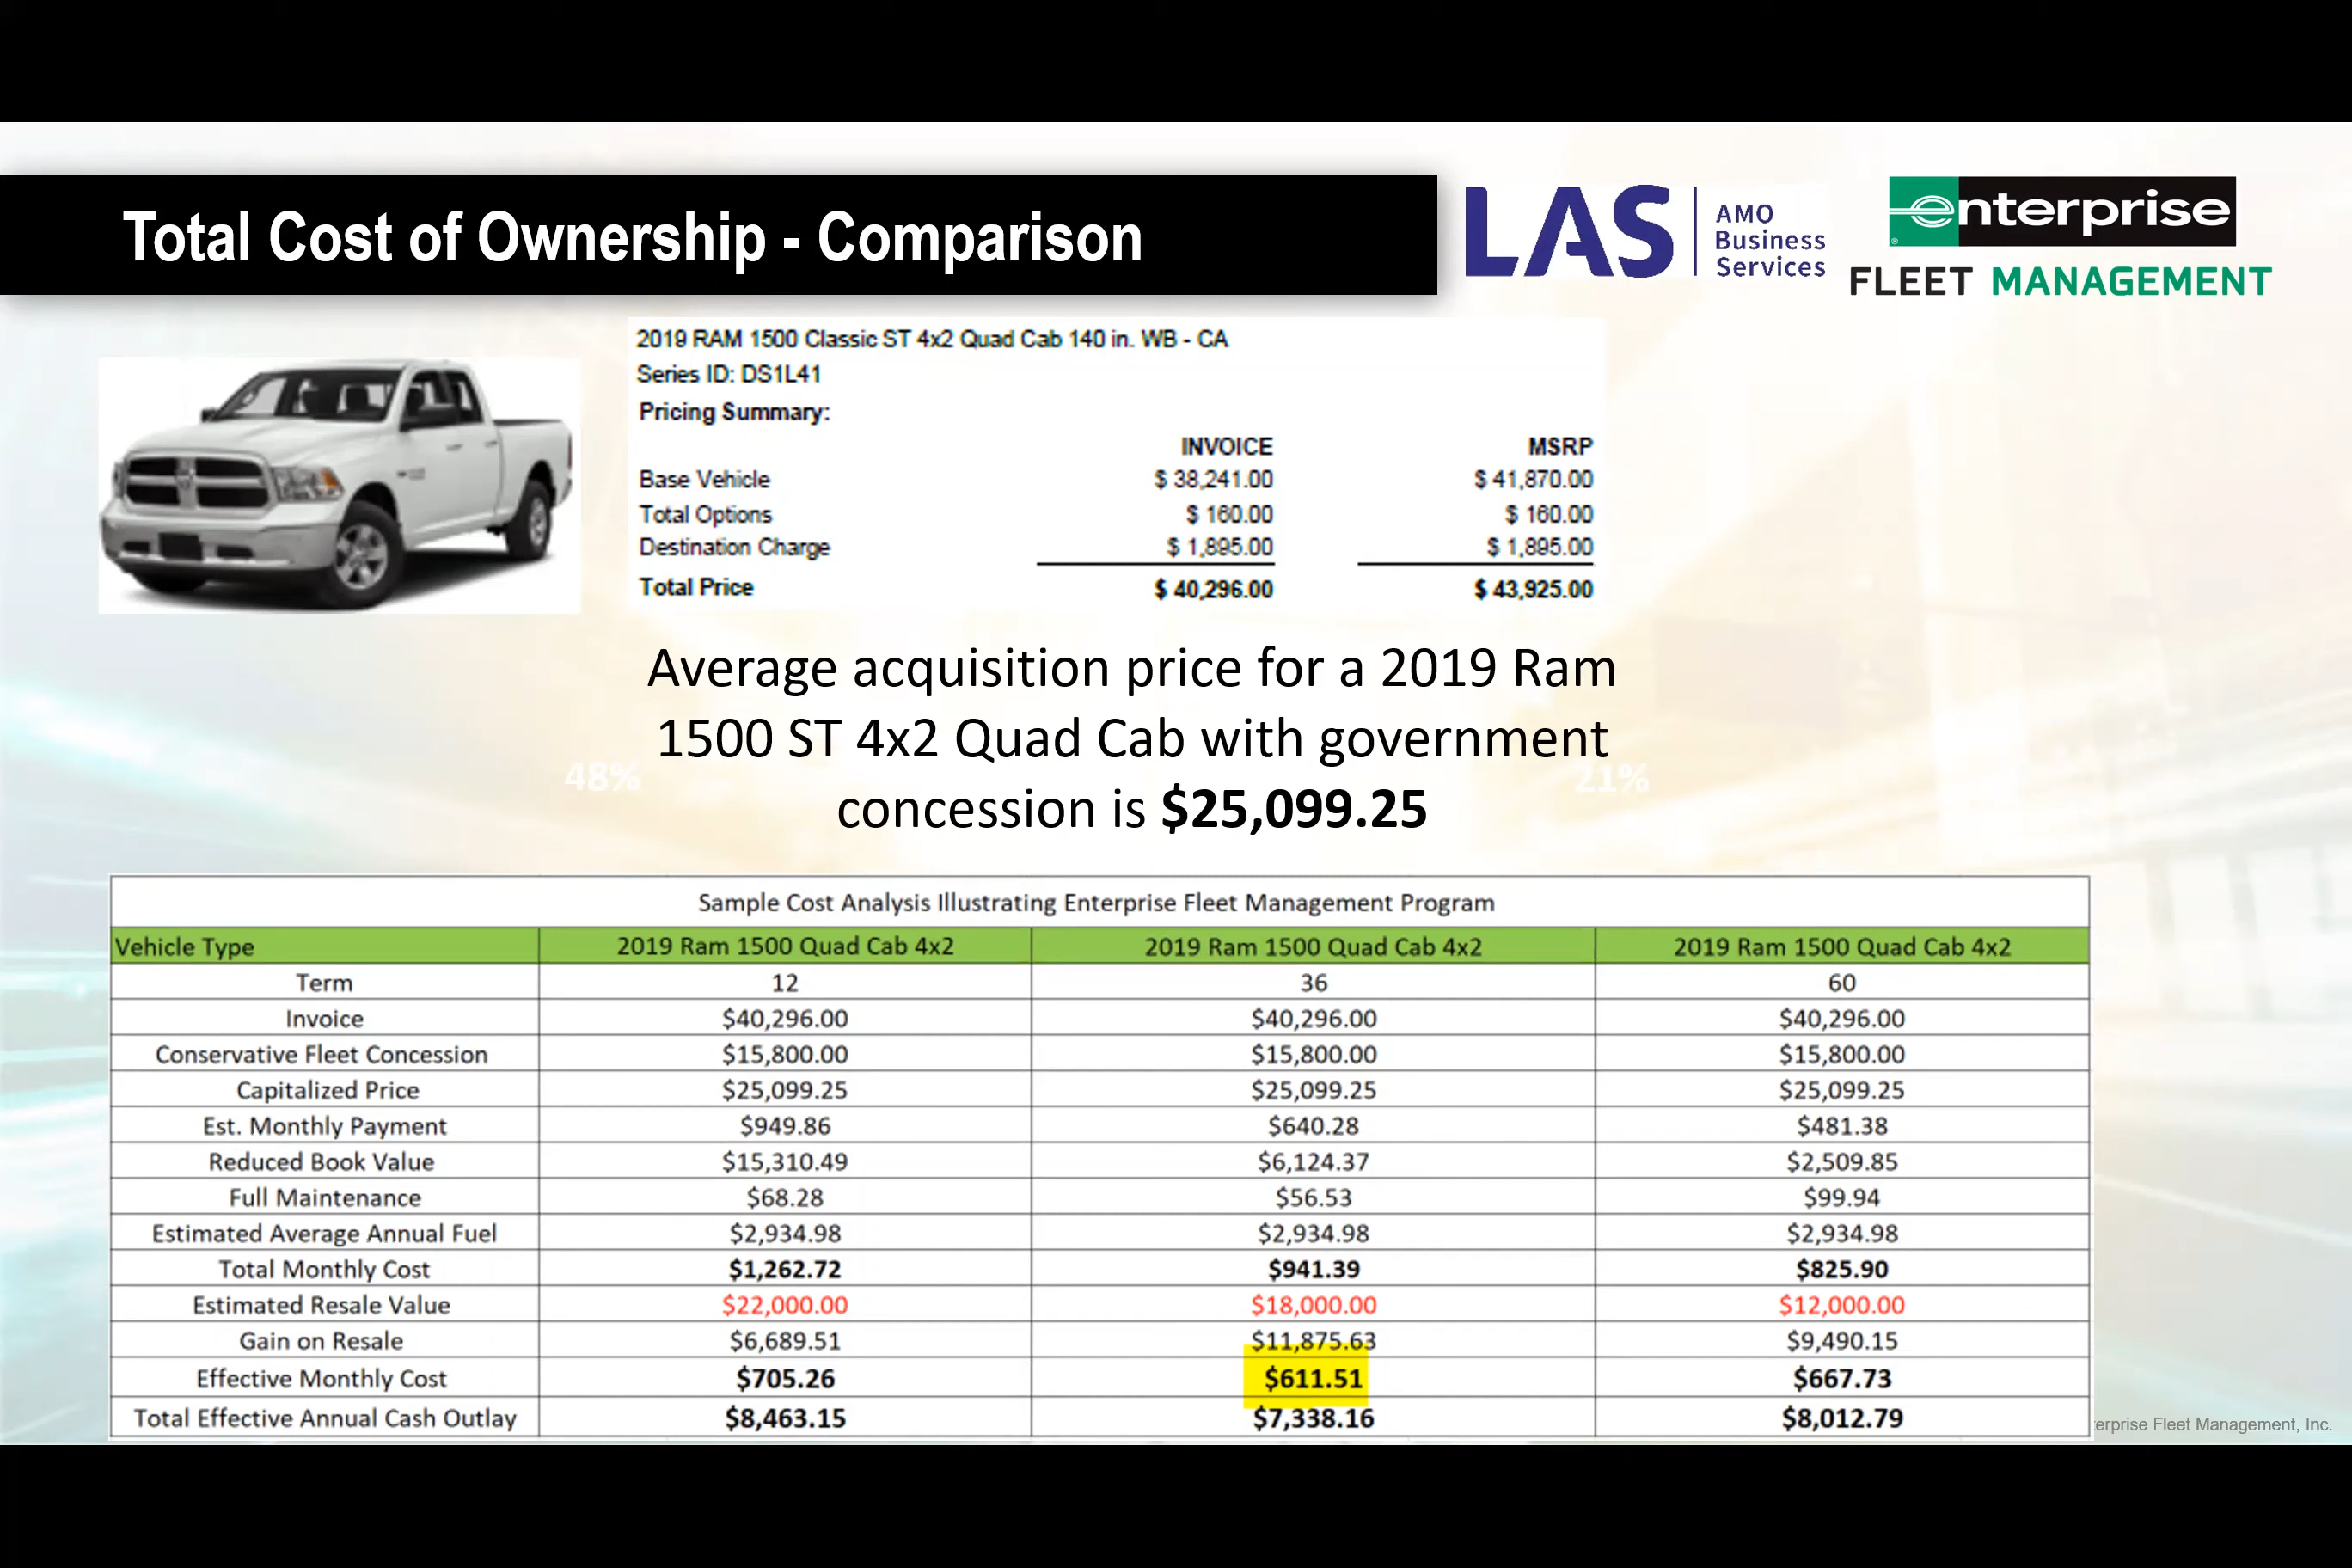 Total Cost of Ownership - Comparison
LAS
AMO
Business
Services
enterprise
FLEET MANAGEMENT
2019 RAM 1500 Classic ST 4x2 Quad Cab 140 in. WB - CA
Series ID: DS1L41
Pricing Summary:
INVOICE MSRP
Base Vehicle $ 38,241.00 $ 41,870.00
Total Options $ 160.00 $ 160.00
Destination Charge $ 1,895.00 $ 1,895.00
Total Price $ 40,296.00 $ 43,925.00
Average acquisition price for a 2019 Ram
1500 ST 4x2 Quad Cab with government
48% 21%
concession is $25,099.25
Sample Cost Analysis Illustrating Enterprise Fleet Management Program
Vehicle Type 2019 Ram 1500 Quad Cab 4x2 2019 Ram 1500 Quad Cab 4x2 2019 Ram 1500 Quad Cab 4x2
Term 12 36 60
Invoice $40,296.00 $40,296.00 $40,296.00
Conservative Fleet Concession $15,800.00 $15,800.00 $15,800.00
Capitalized Price $25,099.25 $25,099.25 $25,099.25
Est. Monthly Payment $949.86 $640.28 $481.38
Reduced Book Value $15,310.49 $6,124.37 $2,509.85
Full Maintenance $68.28 $56.53 $99.94
Estimated Average Annual Fuel $2,934.98 $2,934.98 $2,934.98
Total Monthly Cost $1,262.72 $941.39 $825.90
Estimated Resale Value $22,000.00 $18,000.00 $12,000.00
Gain on Resale $6,689.51 $11,875.63 $9,490.15
Effective Monthly Cost $705.26 $611.51 $667.73
Total Effective Annual Cash Outlay $8,463.15 $7,338.16 $8,012.79
terprise Fleet Management, Inc.